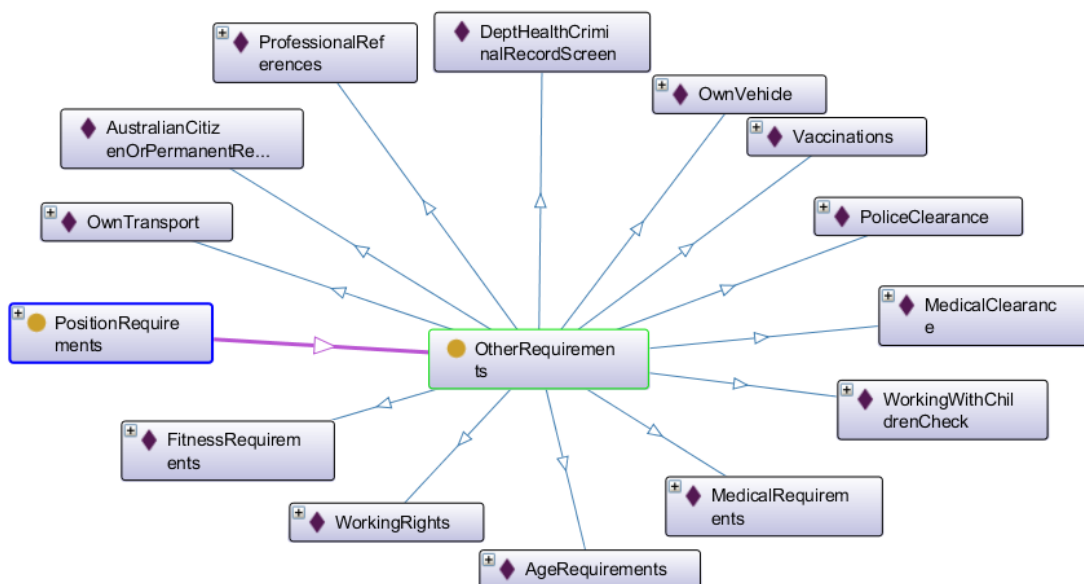 ProfessionalRef
erences
DeptHealthCrimi
nalRecordScreen
OwnVehicle
AustralianCitiz
enOrPermanentRe...
Vaccinations
OwnTransport
PoliceClearance
PositionRequire
ments
MedicalClearanc
e
OtherRequiremen
ts
WorkingWithChil
drenCheck
FitnessRequirem
ents
MedicalRequirem
ents
WorkingRights
AgeRequirements